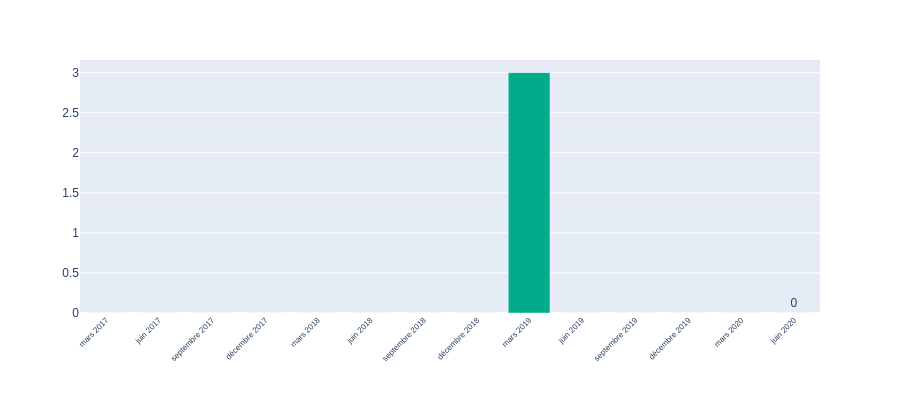 3
2.5
2
1.5
1
0.5
0
0
mars 2017
juin 2017
septembre 2017
décembre 2017
mars 2018
juin 2018
septembre 2018
décembre 2018
mars 2019
juin 2019
septembre 2019
décembre 2019
mars 2020
juin 2020